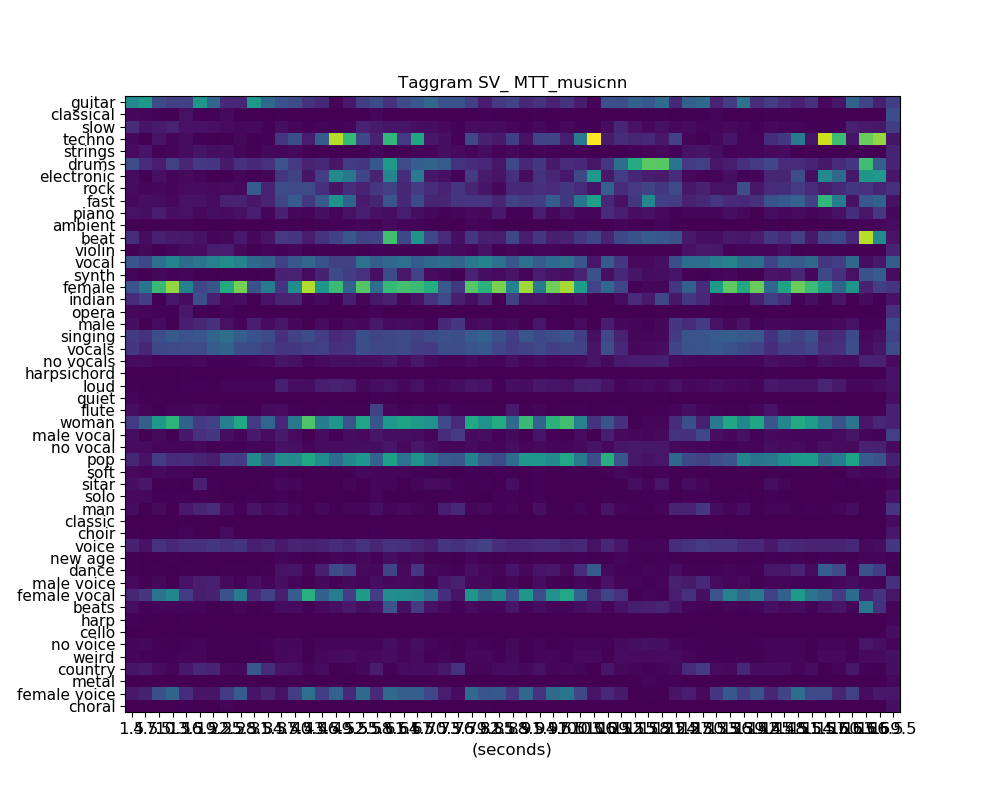 Taggram SV_ MTT_musicnn
guitar
classical
slow
techno
strings
drums
electronic
rock
fast
piano
ambient
beat
violin
vocal
synth
female
indian
opera
male
singing
vocals
no vocals
harpsichord
loud
quiet
flute
woman
male vocal
no vocal
pop
soft
sitar
solo
man
classic
choir
voice
new age
dance
male voice
female vocal
beats
harp
cello
no voice
weird
country
metal
female voice
choral
(seconds)